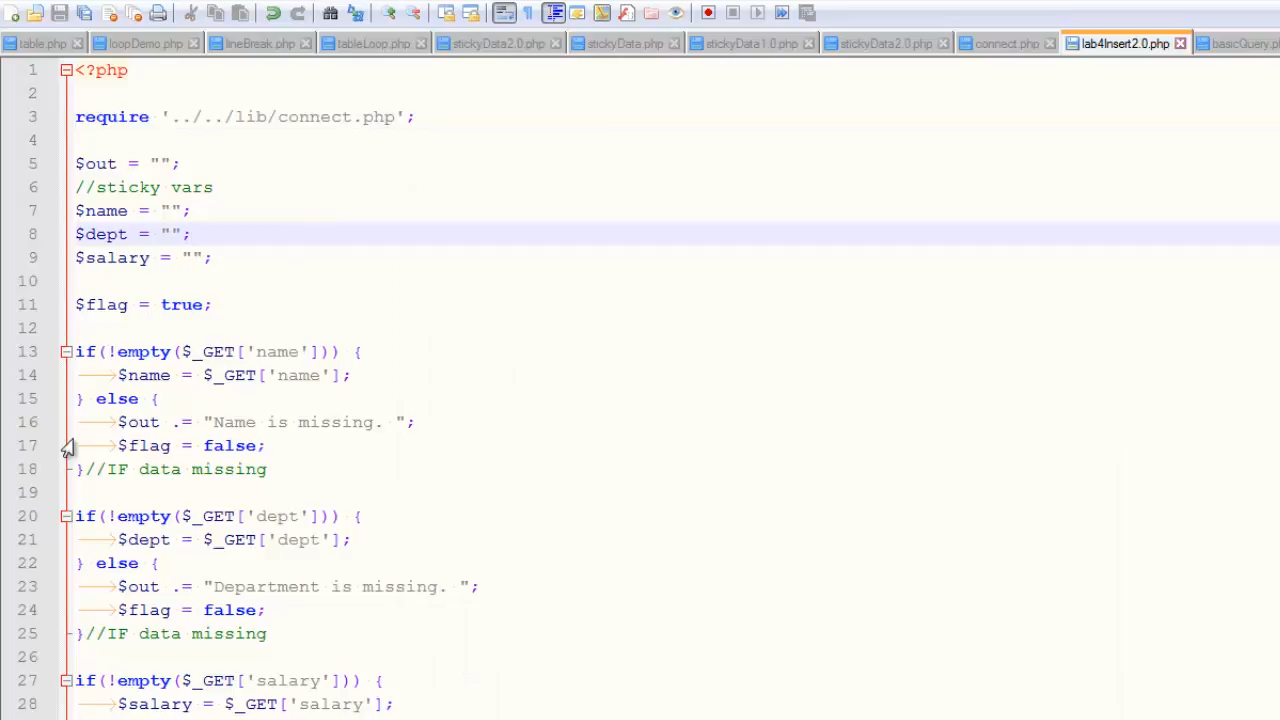 table.php loopDemo.php lineBreak.php tableLoop.php stickyData2.0.php stickyData.php stickyData1.0.php stickyData2.0.php connect.php lab4Insert2.0.php basicQuery.ph
1 <?php
2
3 require '../../lib/connect.php';
4
5 $out = "";
6 //sticky vars
7 $name = "";
8 $dept = "";
9 $salary = "";
10
11 $flag = true;
12
13 if(!empty($_GET['name'])) {
14 $name = $_GET['name'];
15 } else {
16 $out .= "Name is missing. ";
17 $flag = false;
18 }//IF data missing
19
20 if(!empty($_GET['dept'])) {
21 $dept = $_GET['dept'];
22 } else {
23 $out .= "Department is missing. ";
24 $flag = false;
25 }//IF data missing
26
27 if(!empty($_GET['salary'])) {
28 $salary = $_GET['salary'];